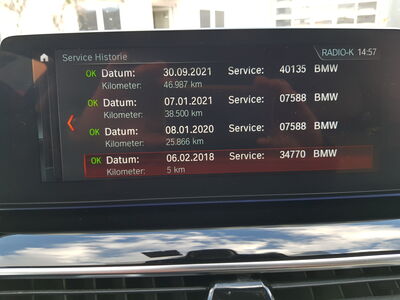 Service Historie RADIO-K 14:57
OK Datum: 30.09.2021 Service: 40135 BMW
Kilometer: 46.987 km
OK Datum: 07.01.2021 Service: 07588 BMW
Kilometer: 38.500 km
OK Datum: 08.01.2020 Service: 07588 BMW
Kilometer: 25.866 km
OK Datum: 06.02.2018 Service: 34770 BMW
Kilometer: 5 km